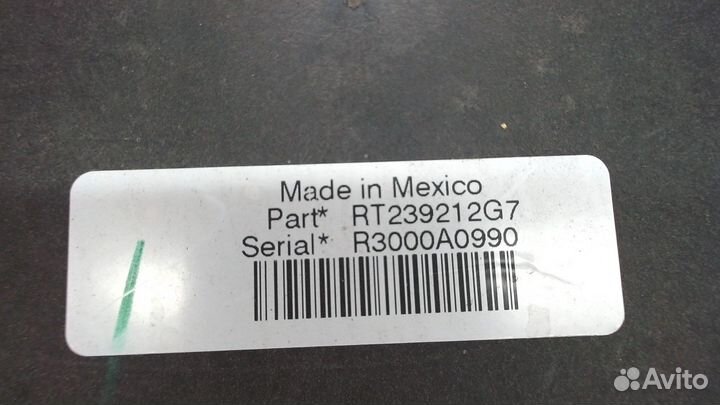 Made in Mexico
Part* RT239212G7
Serial* R3000A0990
Avito